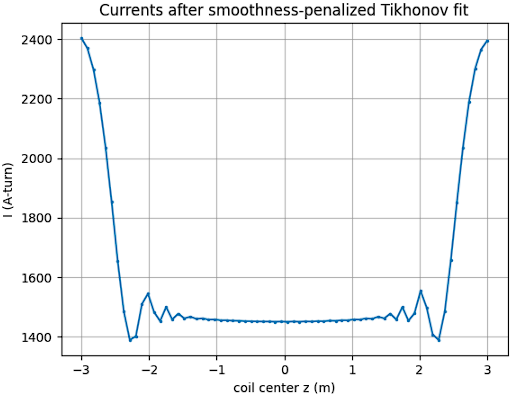 Currents after smoothness-penalized Tikhonov fit
2400
2200
2000
1800
1600
1400
I (A-turn)
−3 −2 −1 0 1 2 3
coil center z (m)